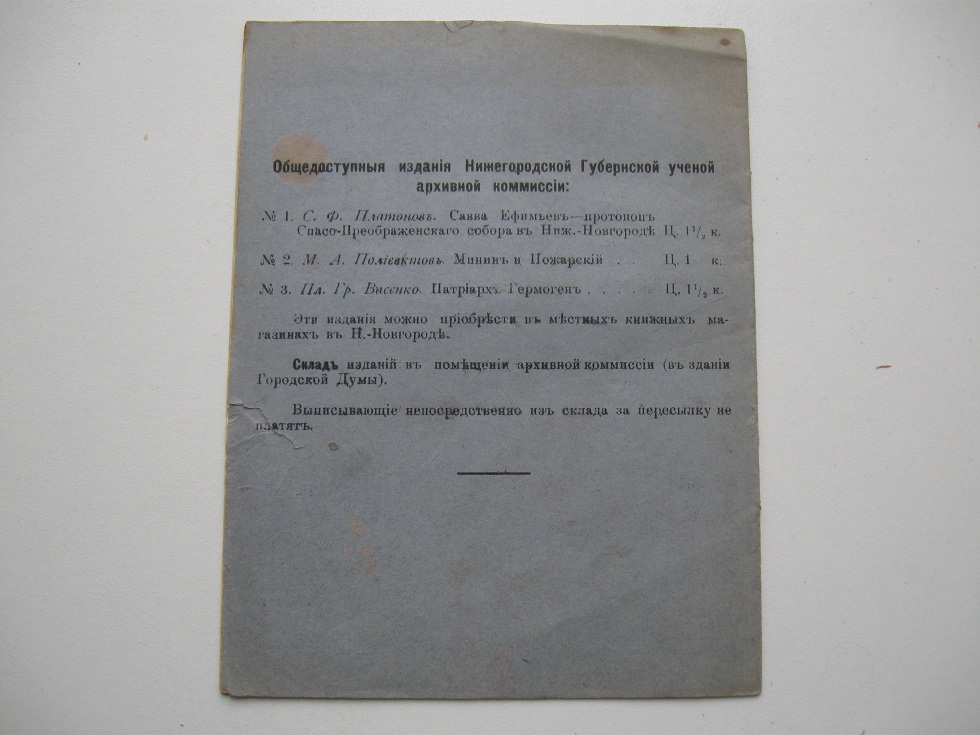 Общедоступныя изданія Нижегородской Губернской ученой
архивной коммиссіи:
№ 1. С. Ф. Платоновъ. Савва Ефимьевъ—протопопъ
Спасо-Преображенскаго собора въ Ниж.-Новгородѣ Ц. 1¹/₂ к.
№ 2. М. А. Поліевктовъ. Мининъ и Пожарскій . . Ц. 1 к.
№ 3. Пл. Гр. Васенко. Патріархъ Гермогенъ . . . . . Ц. 1¹/₂ к.
Эти изданія можно пріобрѣсти въ мѣстныхъ книжныхъ ма-
газинахъ въ Н.-Новгородѣ.
Складъ изданій въ помѣщеніи архивной коммиссіи (въ зданіи
Городской Думы).
Выписывающіе непосредственно изъ склада за пересылку не
платятъ.